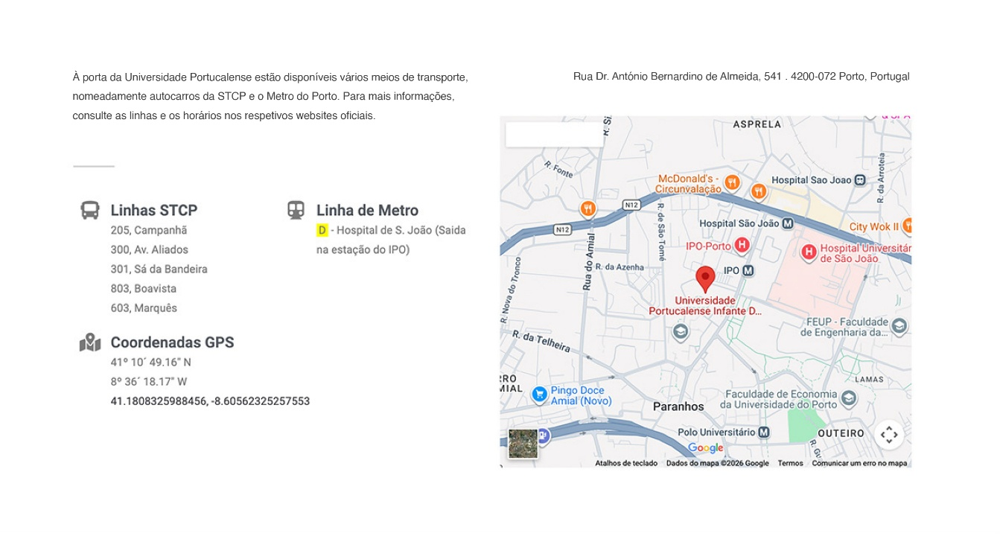 À porta da Universidade Portucalense estão disponíveis vários meios de transporte,
nomeadamente autocarros da STCP e o Metro do Porto. Para mais informações,
consulte as linhas e os horários nos respetivos websites oficiais.
Linhas STCP
205, Campanhã
300, Av. Aliados
301, Sá da Bandeira
803, Boavista
603, Marquês
Linha de Metro
D - Hospital de S. João (Saida
na estação do IPO)
Coordenadas GPS
41º 10´ 49.16" N
8º 36´ 18.17" W
41.1808325988456, -8.60562325257553
Rua Dr. António Bernardino de Almeida, 541 . 4200-072 Porto, Portugal
& SPA
ASPRELA
R. Fonte
R. da Arroteia
McDonald's -
Circunvalação
Hospital Sao Joao
N12
Hospital São João M
City Wok II
N12
R. de São Tomé
IPO-Porto H
H Hospital Universitár
de São João
Rua do Amial
R. da Azenha
IPO M
R. Nova do Tronco
Universidade
Portucalense Infante D...
FEUP - Faculdade
de Engenharia da...
R. da Telheira
RRO
MIAL
LAMAS
Pingo Doce
Amial (Novo)
Faculdade de Economia
da Universidade do Porto
Paranhos
Polo Universitário M
OUTEIRO
Google
Atalhos de teclado Dados do mapa ©2026 Google Termos Comunicar um erro no mapa